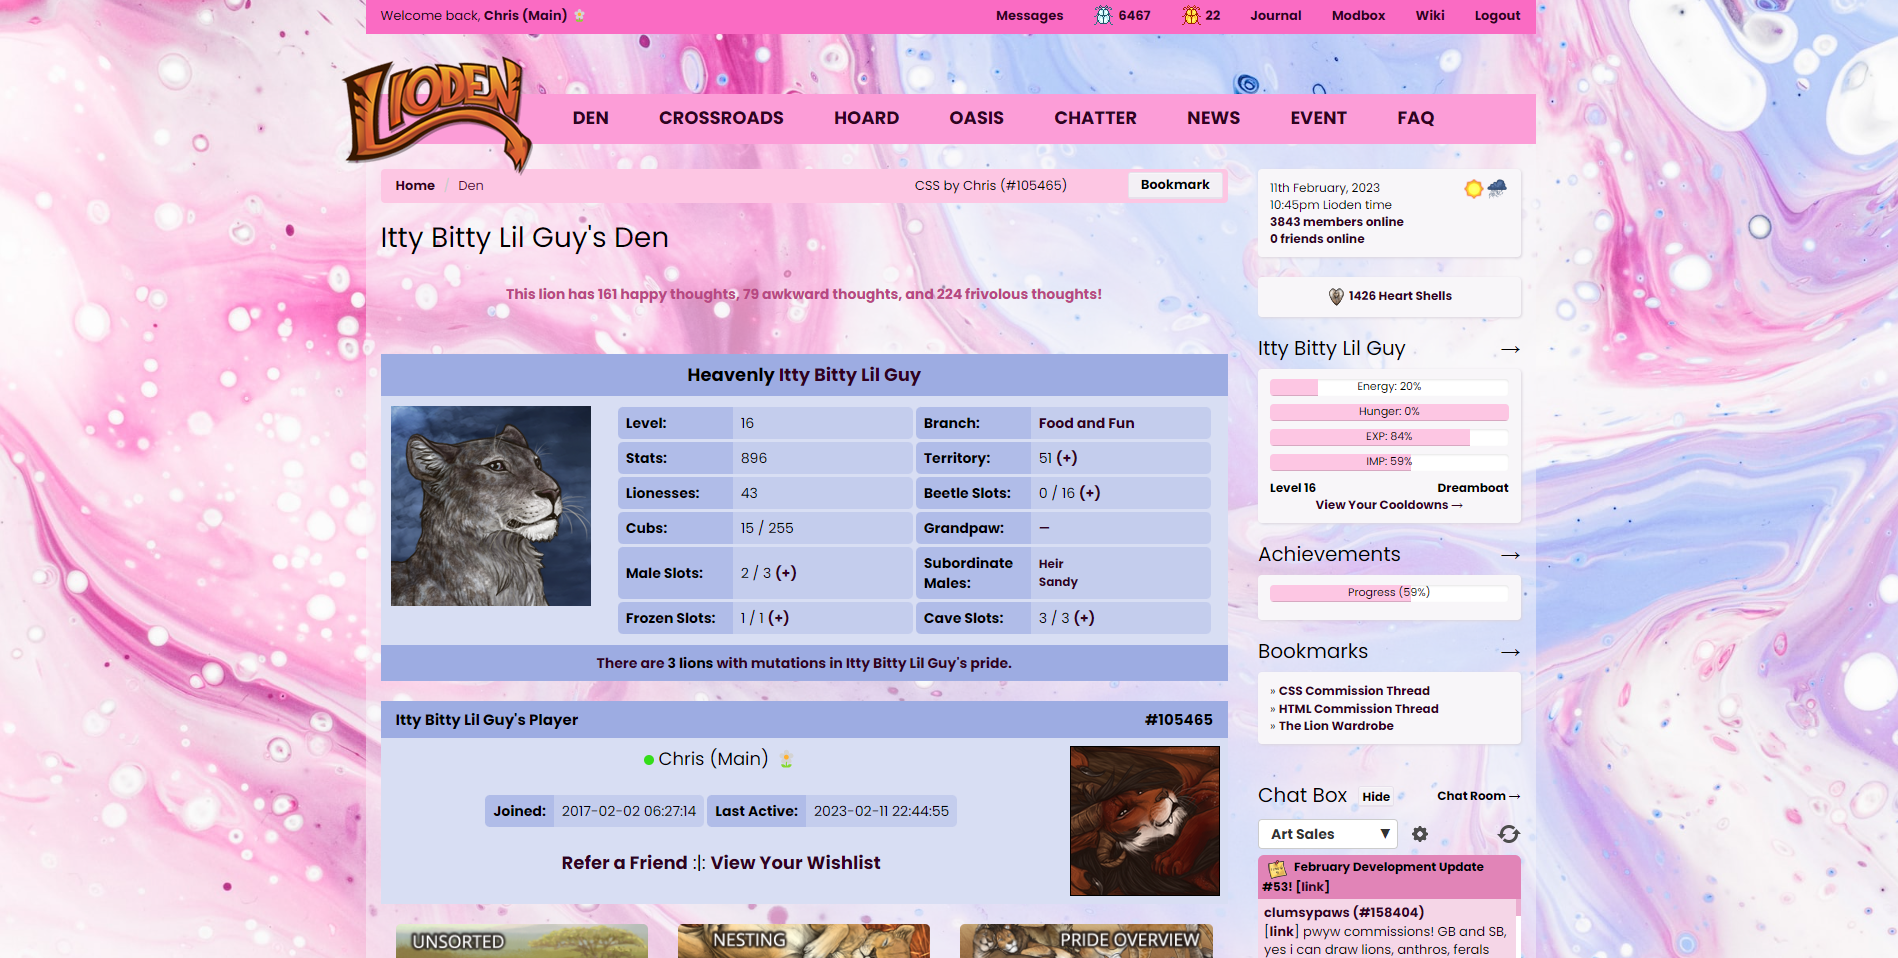 Welcome back, Chris (Main)
Messages 6467 22 Journal Modbox Wiki Logout
LIODEN
DEN CROSSROADS HOARD OASIS CHATTER NEWS EVENT FAQ
Home / Den CSS by Chris (#105465) Bookmark
Itty Bitty Lil Guy's Den
This lion has 161 happy thoughts, 79 awkward thoughts, and 224 frivolous thoughts!
Heavenly Itty Bitty Lil Guy
Level: 16 Branch: Food and Fun
Stats: 896 Territory: 51 (+)
Lionesses: 43 Beetle Slots: 0 / 16 (+)
Cubs: 15 / 255 Grandpaw: —
Male Slots: 2 / 3 (+) Subordinate Males: Heir
Sandy
Frozen Slots: 1 / 1 (+) Cave Slots: 3 / 3 (+)
There are 3 lions with mutations in Itty Bitty Lil Guy's pride.
Itty Bitty Lil Guy's Player #105465
Chris (Main)
Joined: 2017-02-02 06:27:14 Last Active: 2023-02-11 22:44:55
Refer a Friend :|: View Your Wishlist
UNSORTED NESTING PRIDE OVERVIEW
11th February, 2023
10:45pm Lioden time
3843 members online
0 friends online
1426 Heart Shells
Itty Bitty Lil Guy →
Energy: 20%
Hunger: 0%
EXP: 84%
IMP: 59%
Level 16 Dreamboat
View Your Cooldowns →
Achievements →
Progress (59%)
Bookmarks →
» CSS Commission Thread
» HTML Commission Thread
» The Lion Wardrobe
Chat Box Hide Chat Room →
Art Sales ▼
February Development Update
#53! [link]
clumsypaws (#158404)
[link] pwyw commissions! GB and SB,
yes i can draw lions, anthros, ferals